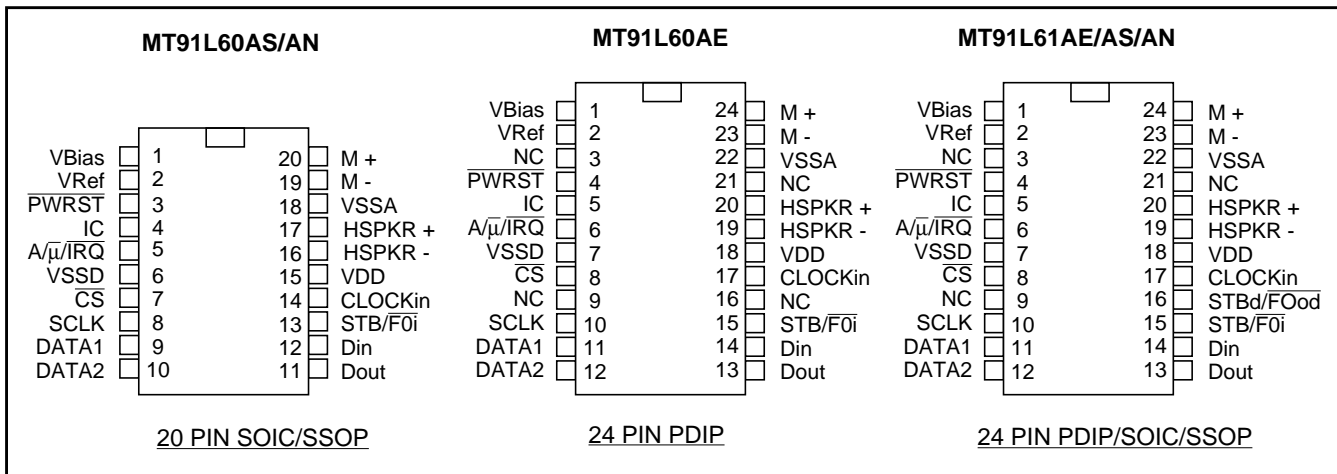 MT91L60AS/AN
VBias 1 20 M +
VRef 2 19 M -
PWRST 3 18 VSSA
IC 4 17 HSPKR +
A/μ/IRQ 5 16 HSPKR -
VSSD 6 15 VDD
CS 7 14 CLOCKin
SCLK 8 13 STB/F0i
DATA1 9 12 Din
DATA2 10 11 Dout
20 PIN SOIC/SSOP
MT91L60AE
VBias 1 24 M +
VRef 2 23 M -
NC 3 22 VSSA
PWRST 4 21 NC
IC 5 20 HSPKR +
A/μ/IRQ 6 19 HSPKR -
VSSD 7 18 VDD
CS 8 17 CLOCKin
NC 9 16 NC
SCLK 10 15 STB/F0i
DATA1 11 14 Din
DATA2 12 13 Dout
24 PIN PDIP
MT91L61AE/AS/AN
VBias 1 24 M +
VRef 2 23 M -
NC 3 22 VSSA
PWRST 4 21 NC
IC 5 20 HSPKR +
A/μ/IRQ 6 19 HSPKR -
VSSD 7 18 VDD
CS 8 17 CLOCKin
NC 9 16 STBd/FOod
SCLK 10 15 STB/F0i
DATA1 11 14 Din
DATA2 12 13 Dout
24 PIN PDIP/SOIC/SSOP